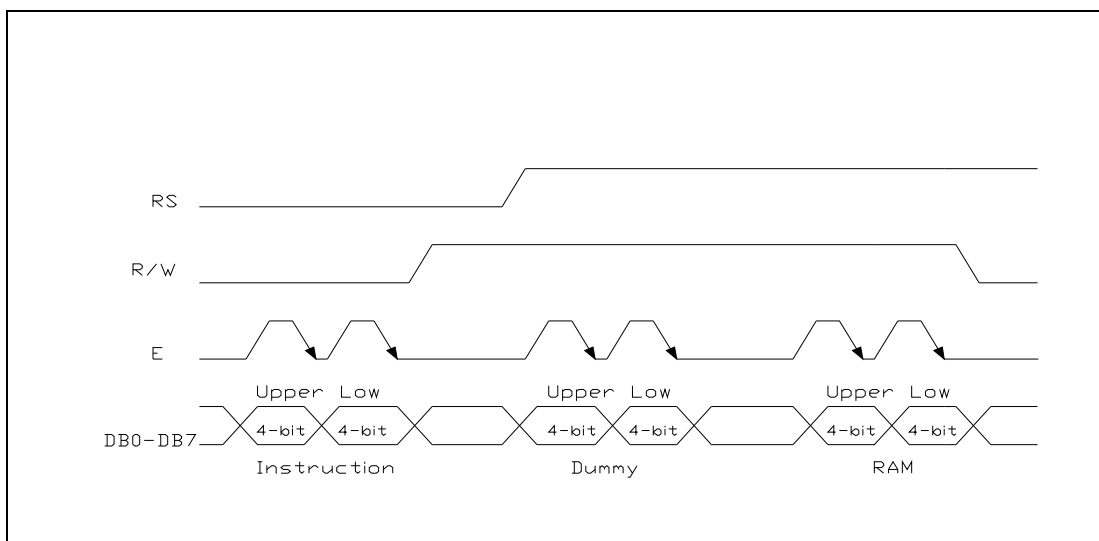 RS
R/W
E
Upper Low Upper Low Upper Low
DB0-DB7 4-bit 4-bit 4-bit 4-bit 4-bit 4-bit
Instruction Dummy RAM